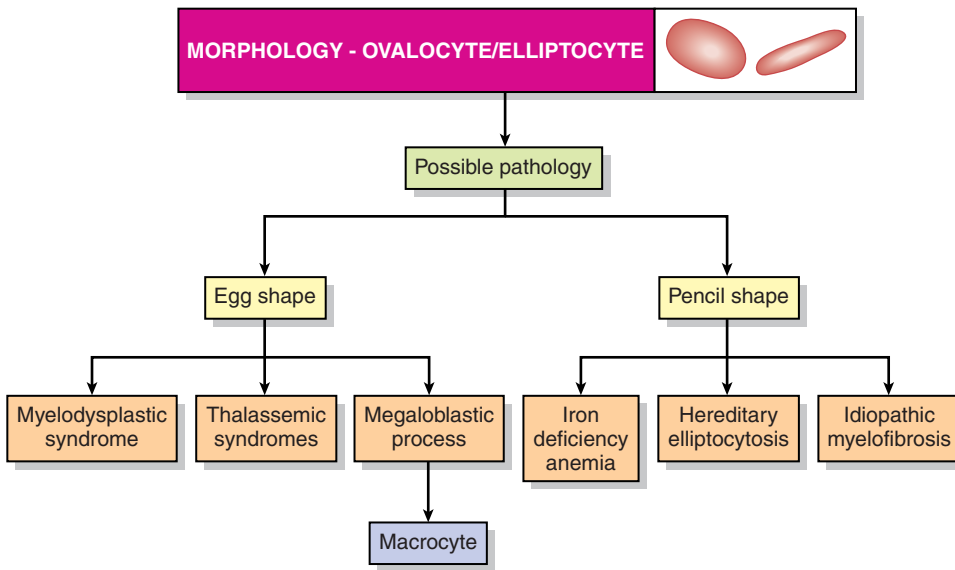 MORPHOLOGY - OVALOCYTE/ELLIPTOCYTE
Possible pathology
Egg shape
Pencil shape
Myelodysplastic
syndrome
Thalassemic
syndromes
Megaloblastic
process
Iron
deficiency
anemia
Hereditary
elliptocytosis
Idiopathic
myelofibrosis
Macrocyte